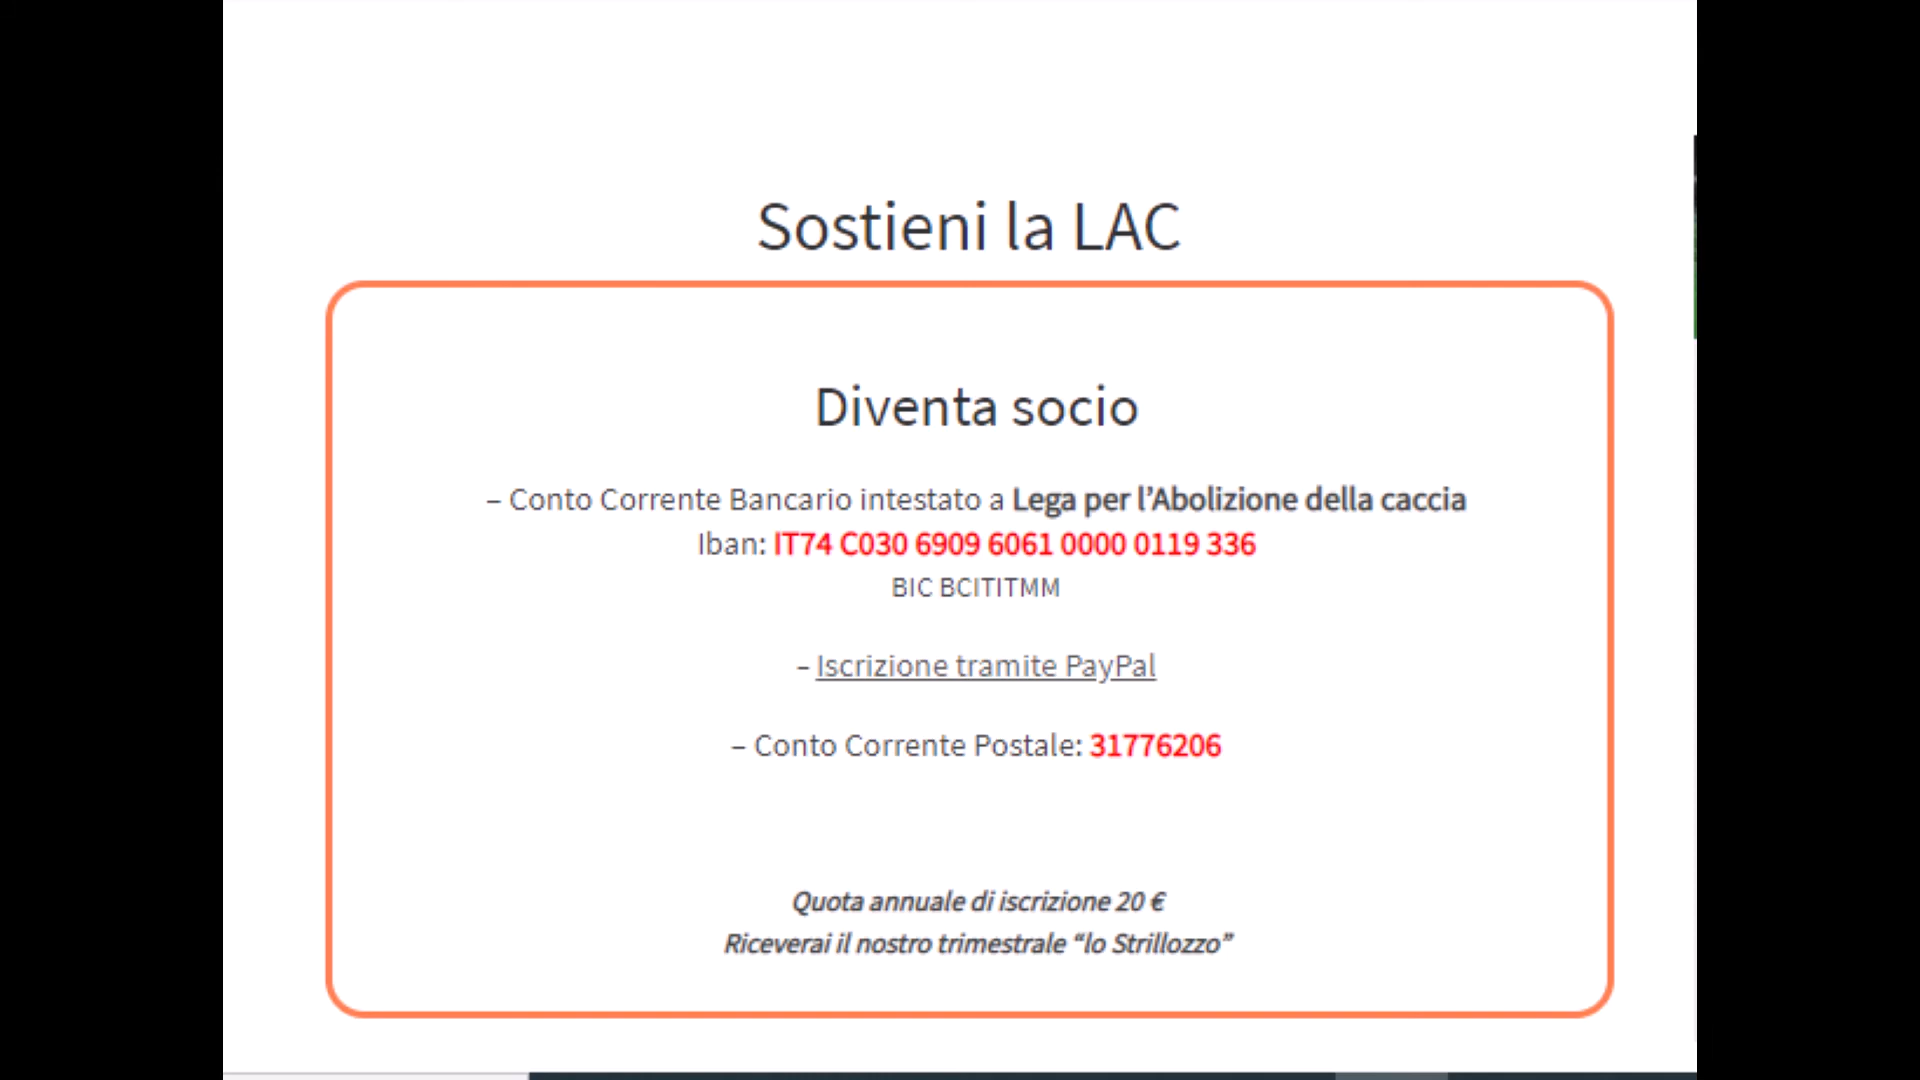 Sostieni la LAC
Diventa socio
– Conto Corrente Bancario intestato a Lega per l’Abolizione della caccia
Iban: IT74 C030 6909 6061 0000 0119 336
BIC BCITITMM
– Iscrizione tramite PayPal
– Conto Corrente Postale: 31776206
Quota annuale di iscrizione 20 €
Riceverai il nostro trimestrale “lo Strillozzo”